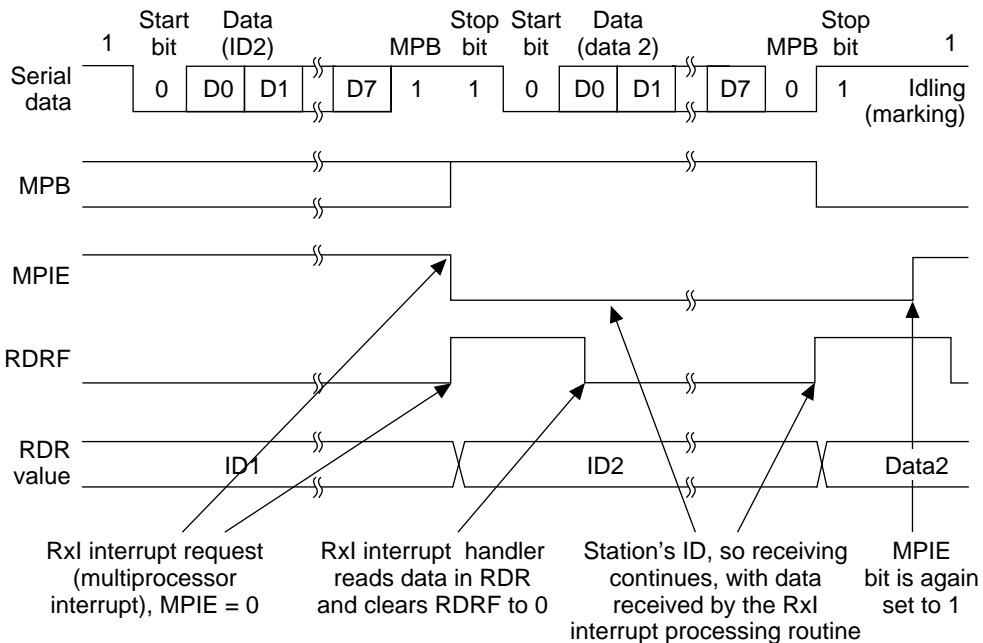 1 Start bit Data (ID2) MPB Stop bit Start bit Data (data 2) MPB Stop bit 1
Serial data 0 D0 D1 D7 1 1 0 D0 D1 D7 0 1 Idling (marking)
MPB
MPIE
RDRF
RDR value ID1 ID2 Data2
RxI interrupt request
(multiprocessor
interrupt), MPIE = 0
RxI interrupt handler
reads data in RDR
and clears RDRF to 0
Station's ID, so receiving
continues, with data
received by the RxI
interrupt processing routine
MPIE
bit is again
set to 1